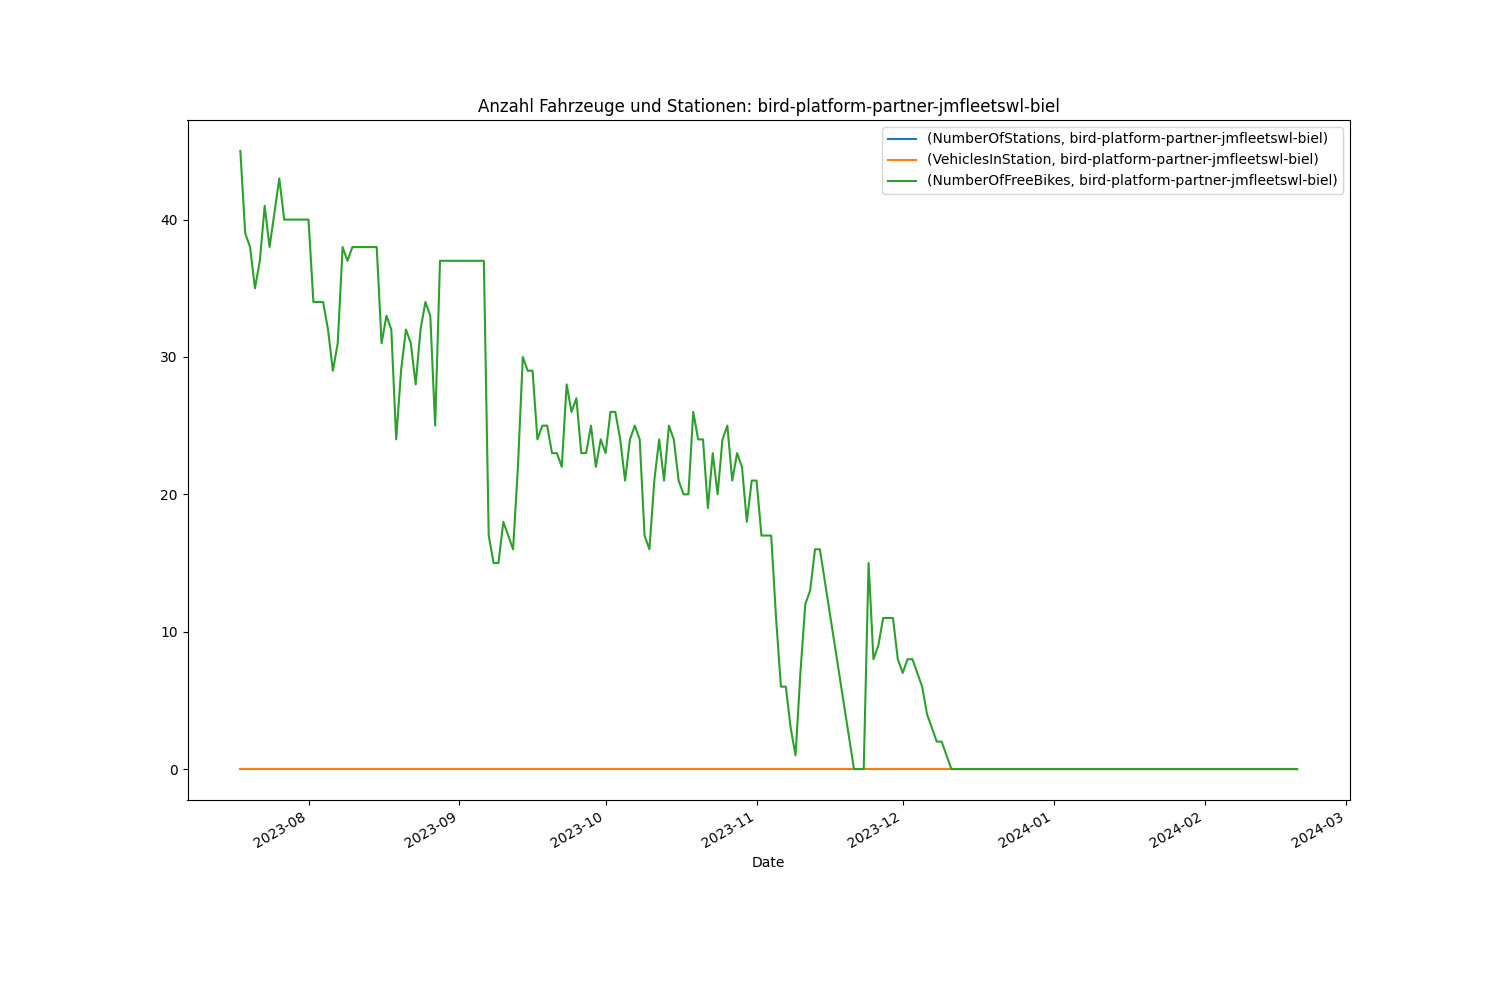 Anzahl Fahrzeuge und Stationen: bird-platform-partner-jmfleetswl-biel
(NumberOfStations, bird-platform-partner-jmfleetswl-biel)
(VehiclesInStation, bird-platform-partner-jmfleetswl-biel)
(NumberOfFreeBikes, bird-platform-partner-jmfleetswl-biel)
40
30
20
10
0
2023-08
2023-09
2023-10
2023-11
2023-12
2024-01
2024-02
2024-03
Date